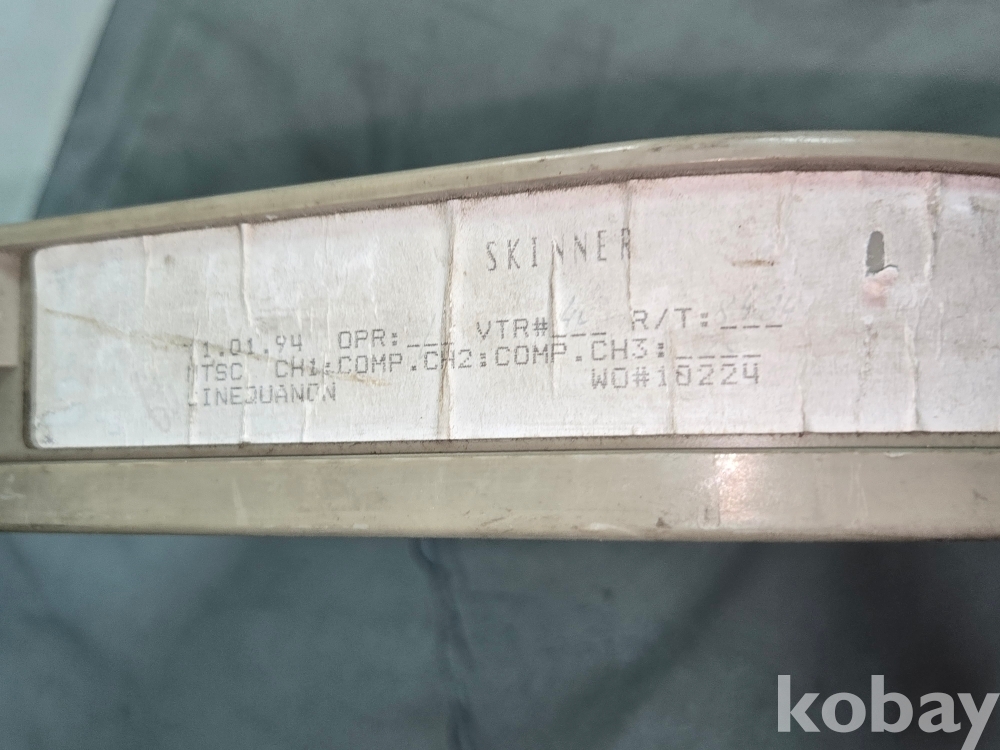 SKINNER
1.01.94 OPR:___ VTR#___ R/T:___
NTSC CH1:COMP.CH2:COMP.CH3:____
WO#10224
kobay